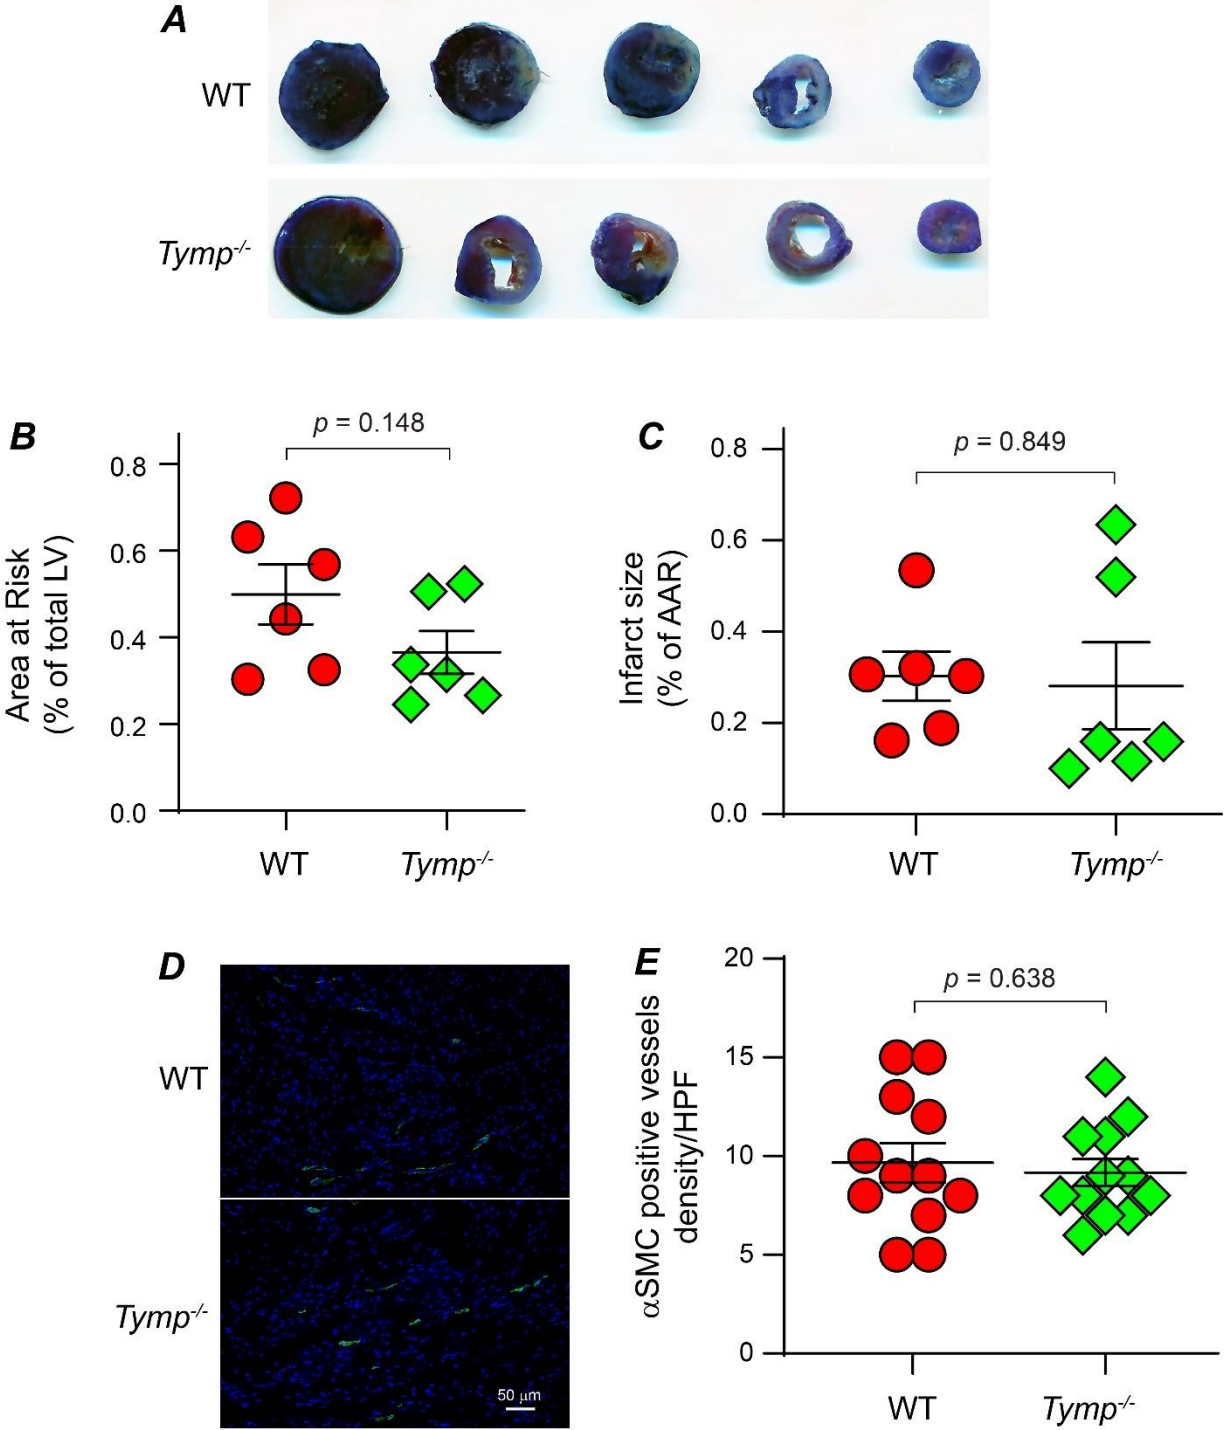 A
WT
Tymp-/-
B
p = 0.148
Area at Risk
(% of total LV)
0.8
0.6
0.4
0.2
0.0
WT
Tymp-/-
C
p = 0.849
Infarct size
(% of AAR)
0.8
0.6
0.4
0.2
0.0
WT
Tymp-/-
D
WT
Tymp-/-
50 μm
E
p = 0.638
αSMC positive vessels
density/HPF
20
15
10
5
0
WT
Tymp-/-